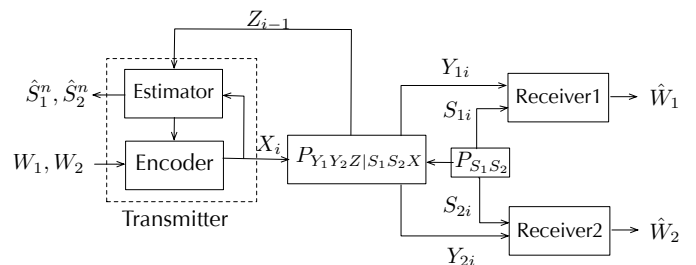 Z_{i-1}
Ŝ_1^n, Ŝ_2^n
Estimator
W_1, W_2
Encoder
X_i
Transmitter
P_{Y_1Y_2Z|S_1S_2X}
Y_{1i}
S_{1i}
P_{S_1S_2}
S_{2i}
Y_{2i}
Receiver1
Ŵ_1
Receiver2
Ŵ_2